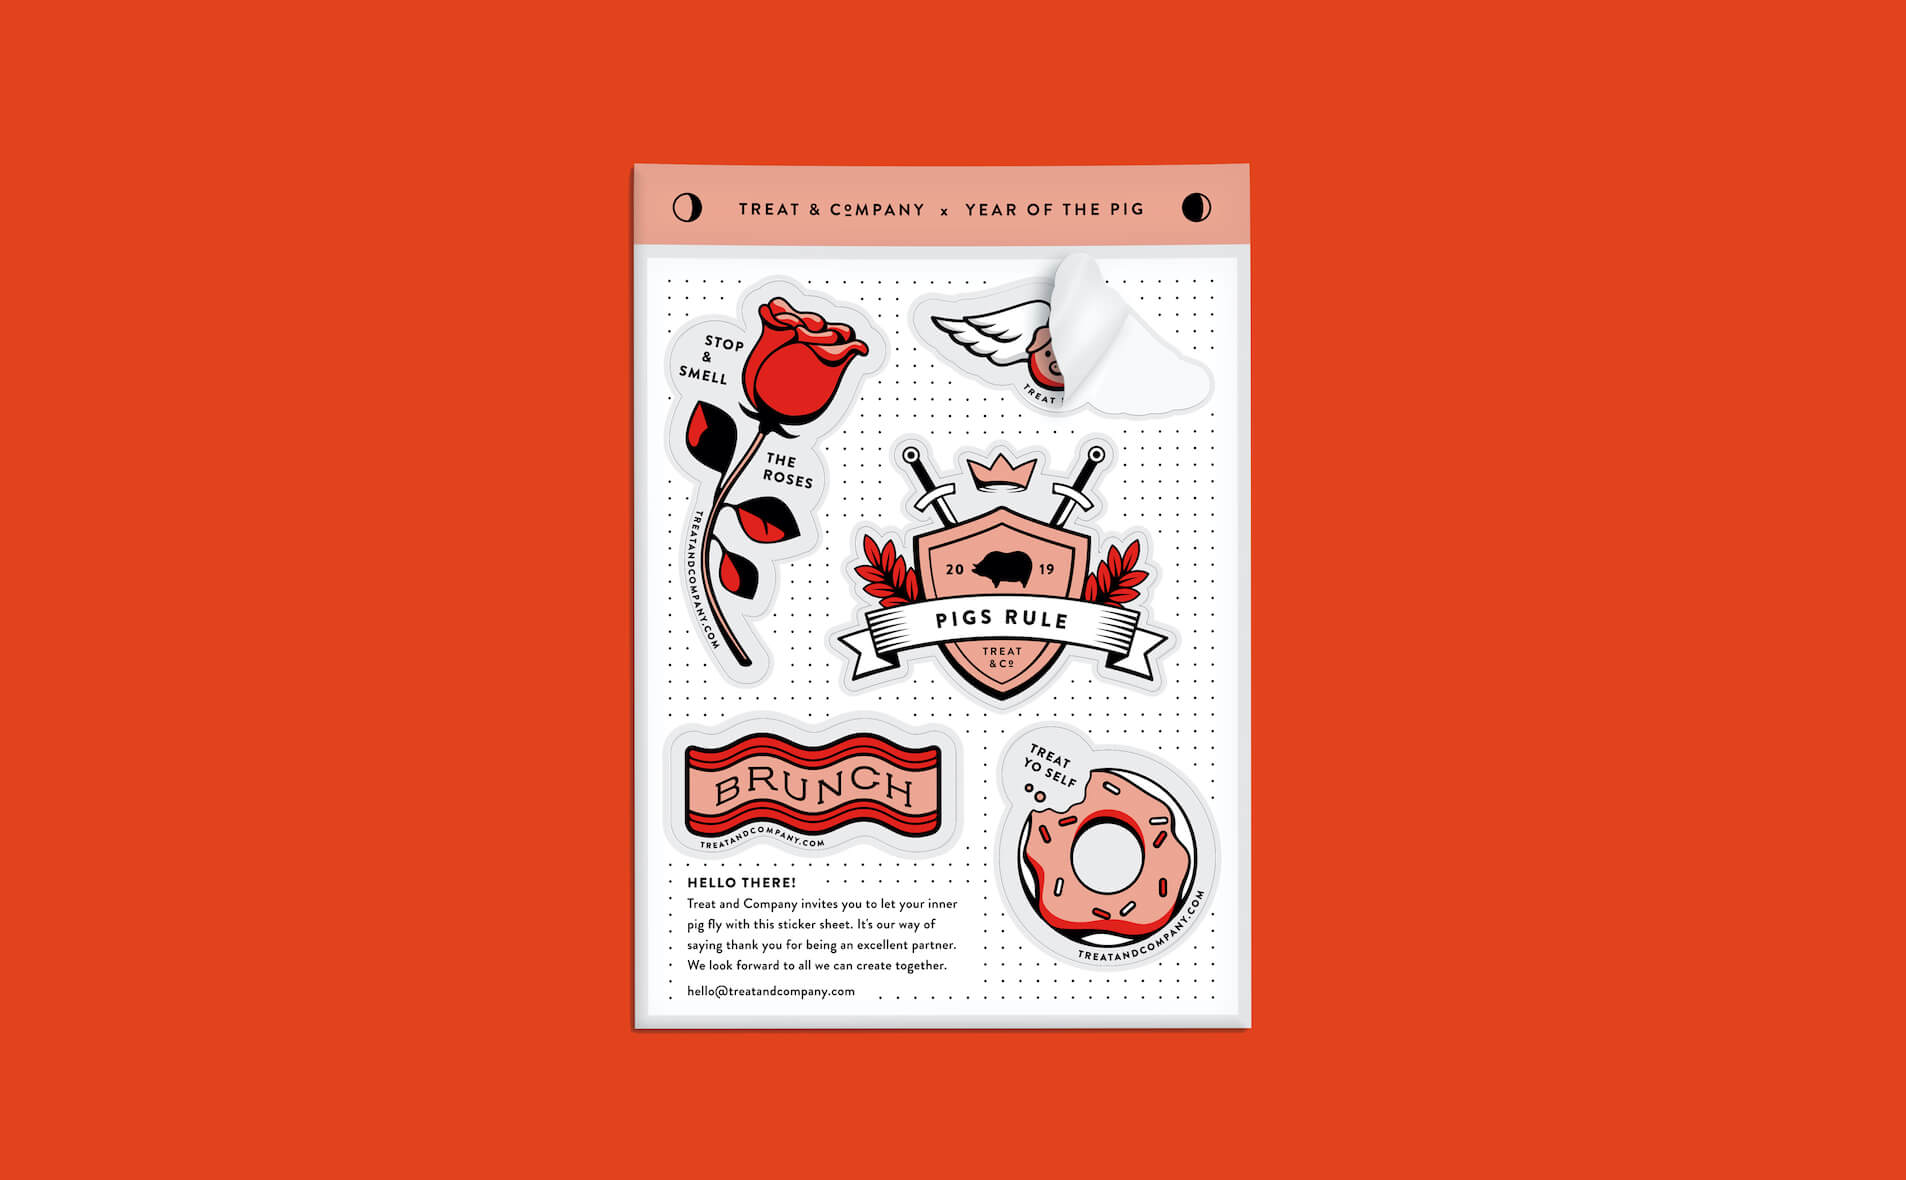 TREAT & CºMPANY x YEAR OF THE PIG
STOP
&
SMELL
THE
ROSES
TREATANDCOMPANY.COM
TREAT
20 19
PIGS RULE
TREAT
& Cº
BRUNCH
TREATANDCOMPANY.COM
TREAT
YO SELF
TREATANDCOMPANY.COM
HELLO THERE!
Treat and Company invites you to let your inner
pig fly with this sticker sheet. It's our way of
saying thank you for being an excellent partner.
We look forward to all we can create together.
hello@treatandcompany.com